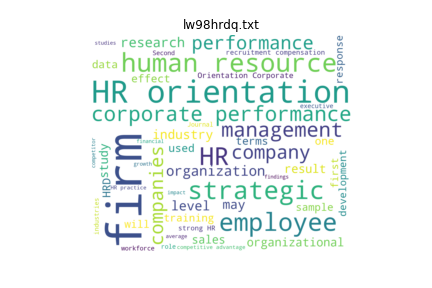 lw98hrdq.txt
studies
Second
research
performance
recruitment compensation
response
data
human resource
effect
Orientation Corporate
HR orientation
executive
corporate performance
Journal
industry
management
competitor
financial
used
terms
one
firm
companies
study
HRD
HR
company
growth
organization
result
first
development
HR practice
impact
strategic
findings
industries
level
may
sample
training
employee
will
strong HR
average
sales
organizational
workforce
role
competitive advantage